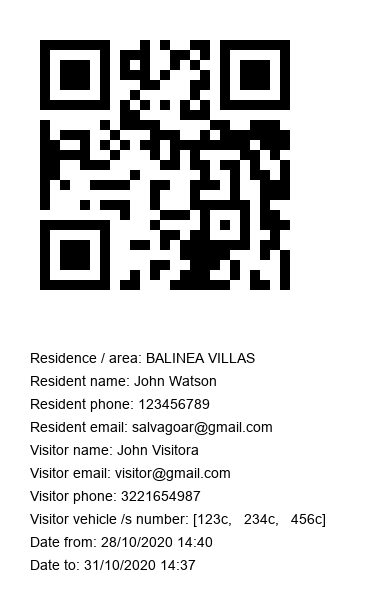 Residence / area: BALINEA VILLAS
Resident name: John Watson
Resident phone: 123456789
Resident email: salvagoar@gmail.com
Visitor name: John Visitora
Visitor email: visitor@gmail.com
Visitor phone: 3221654987
Visitor vehicle /s number: [123c, 234c, 456c]
Date from: 28/10/2020 14:40
Date to: 31/10/2020 14:37